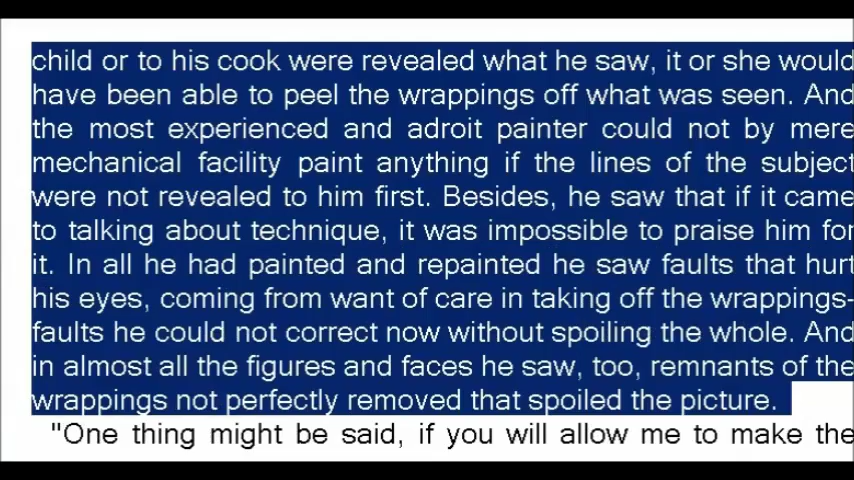 child or to his cook were revealed what he saw, it or she would
have been able to peel the wrappings off what was seen. And
the most experienced and adroit painter could not by mere
mechanical facility paint anything if the lines of the subject
were not revealed to him first. Besides, he saw that if it came
to talking about technique, it was impossible to praise him for
it. In all he had painted and repainted he saw faults that hurt
his eyes, coming from want of care in taking off the wrappings-
faults he could not correct now without spoiling the whole. And
in almost all the figures and faces he saw, too, remnants of the
wrappings not perfectly removed that spoiled the picture.
"One thing might be said, if you will allow me to make the